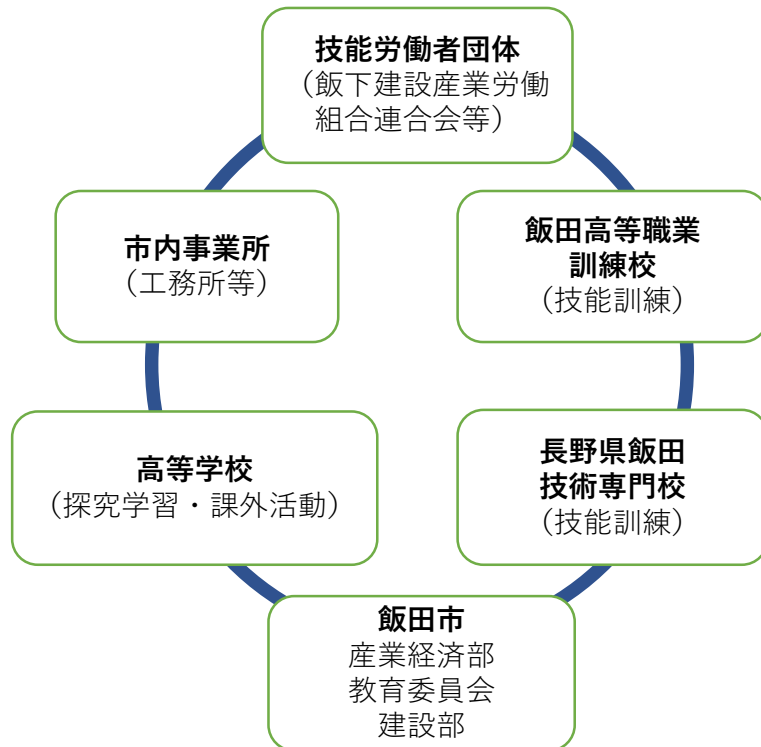 技能労働者団体
（飯下建設産業労働
組合連合会等）
市内事業所
（工務所等）
飯田高等職業
訓練校
（技能訓練）
高等学校
（探究学習・課外活動）
長野県飯田
技術専門校
（技能訓練）
飯田市
産業経済部
教育委員会
建設部